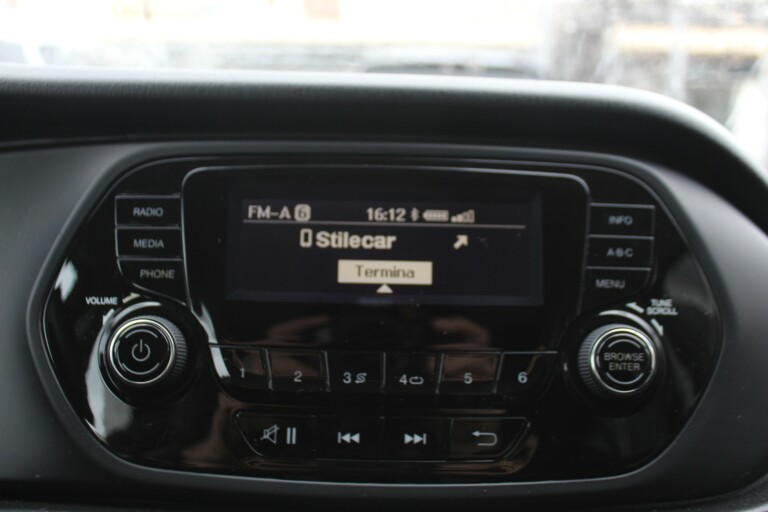 FM-A 6 16:12
Stilecar
Termina
RADIO
MEDIA
PHONE
INFO
A·B·C
MENU
VOLUME
TUNE
SCROLL
BROWSE
ENTER
1 2 3 4 5 6